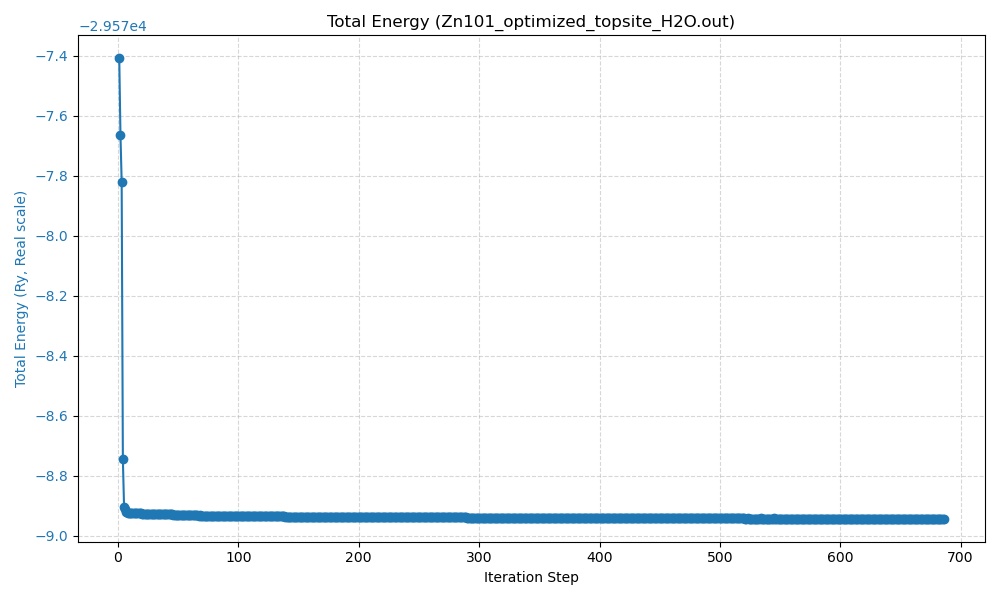 Total Energy (Zn101_optimized_topsite_H2O.out)
−2.957e4
−7.4
−7.6
−7.8
−8.0
−8.2
−8.4
−8.6
−8.8
−9.0
Total Energy (Ry, Real scale)
0 100 200 300 400 500 600 700
Iteration Step